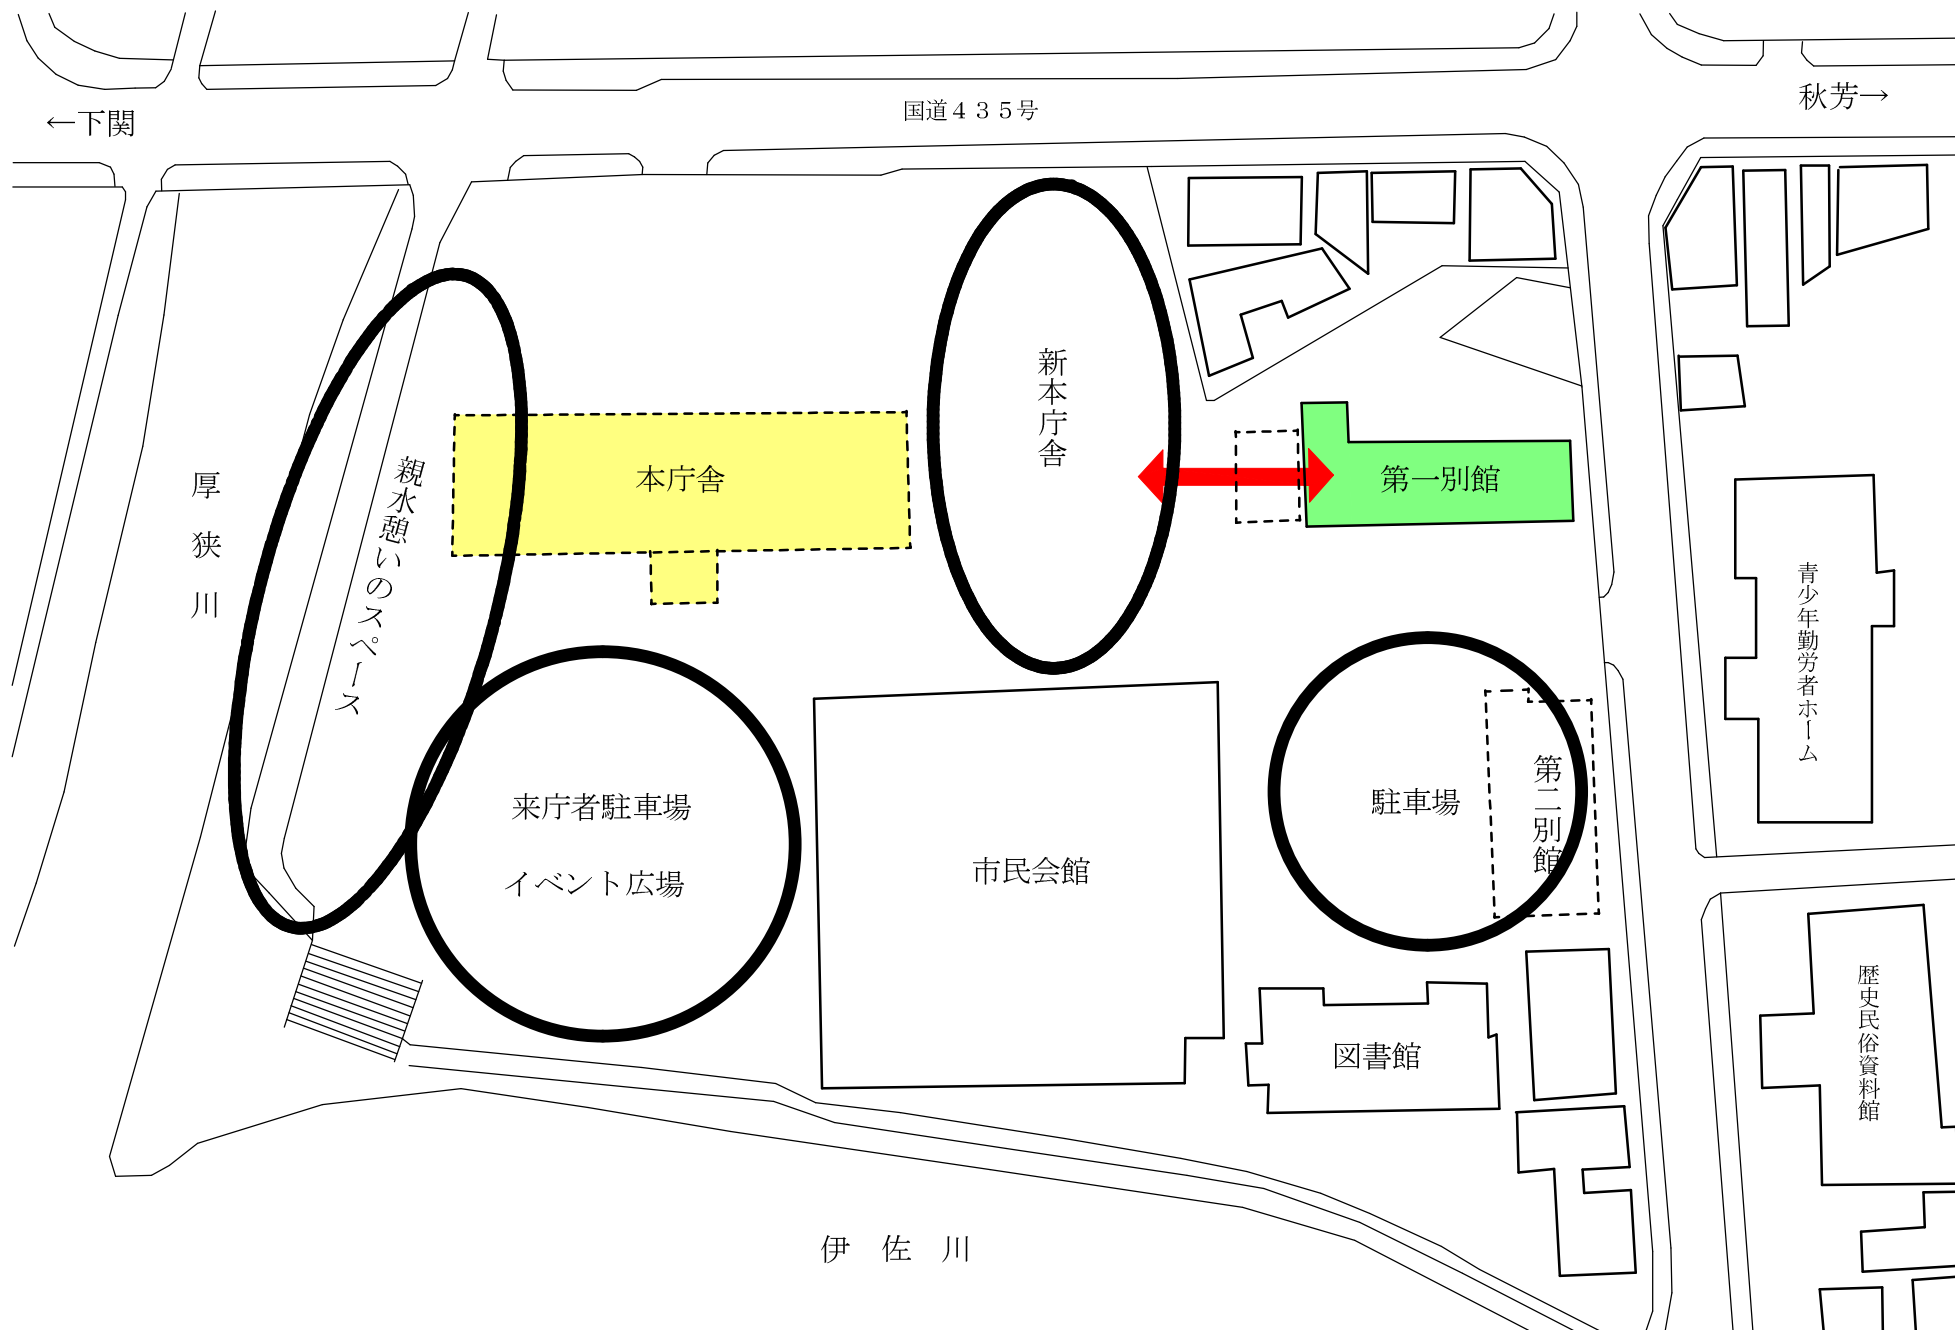 ←下関
国道４３５号
秋芳→
新本庁舎
本庁舎
第一別館
厚狭川
親水憩いのスペース
青少年勤労者ホーム
来庁者駐車場
イベント広場
市民会館
駐車場
第二別館
図書館
歴史民俗資料館
伊佐川